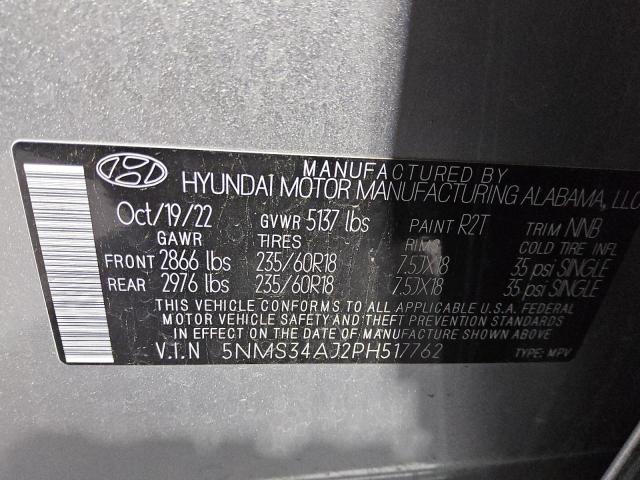 MANUFACTURED BY
HYUNDAI MOTOR MANUFACTURING ALABAMA, LLC
Oct/19/22 GVWR 5137 lbs PAINT R2T TRIM NNB
GAWR TIRES RIMS COLD TIRE INFL
FRONT 2866 lbs 235/60R18 7.5JX18 35 psi SINGLE
REAR 2976 lbs 235/60R18 7.5JX18 35 psi SINGLE
THIS VEHICLE CONFORMS TO ALL APPLICABLE U.S.A. FEDERAL
MOTOR VEHICLE SAFETY AND THEFT PREVENTION STANDARDS
IN EFFECT ON THE DATE OF MANUFACTURE SHOWN ABOVE.
V.I.N 5NMS34AJ2PH517762 TYPE: MPV